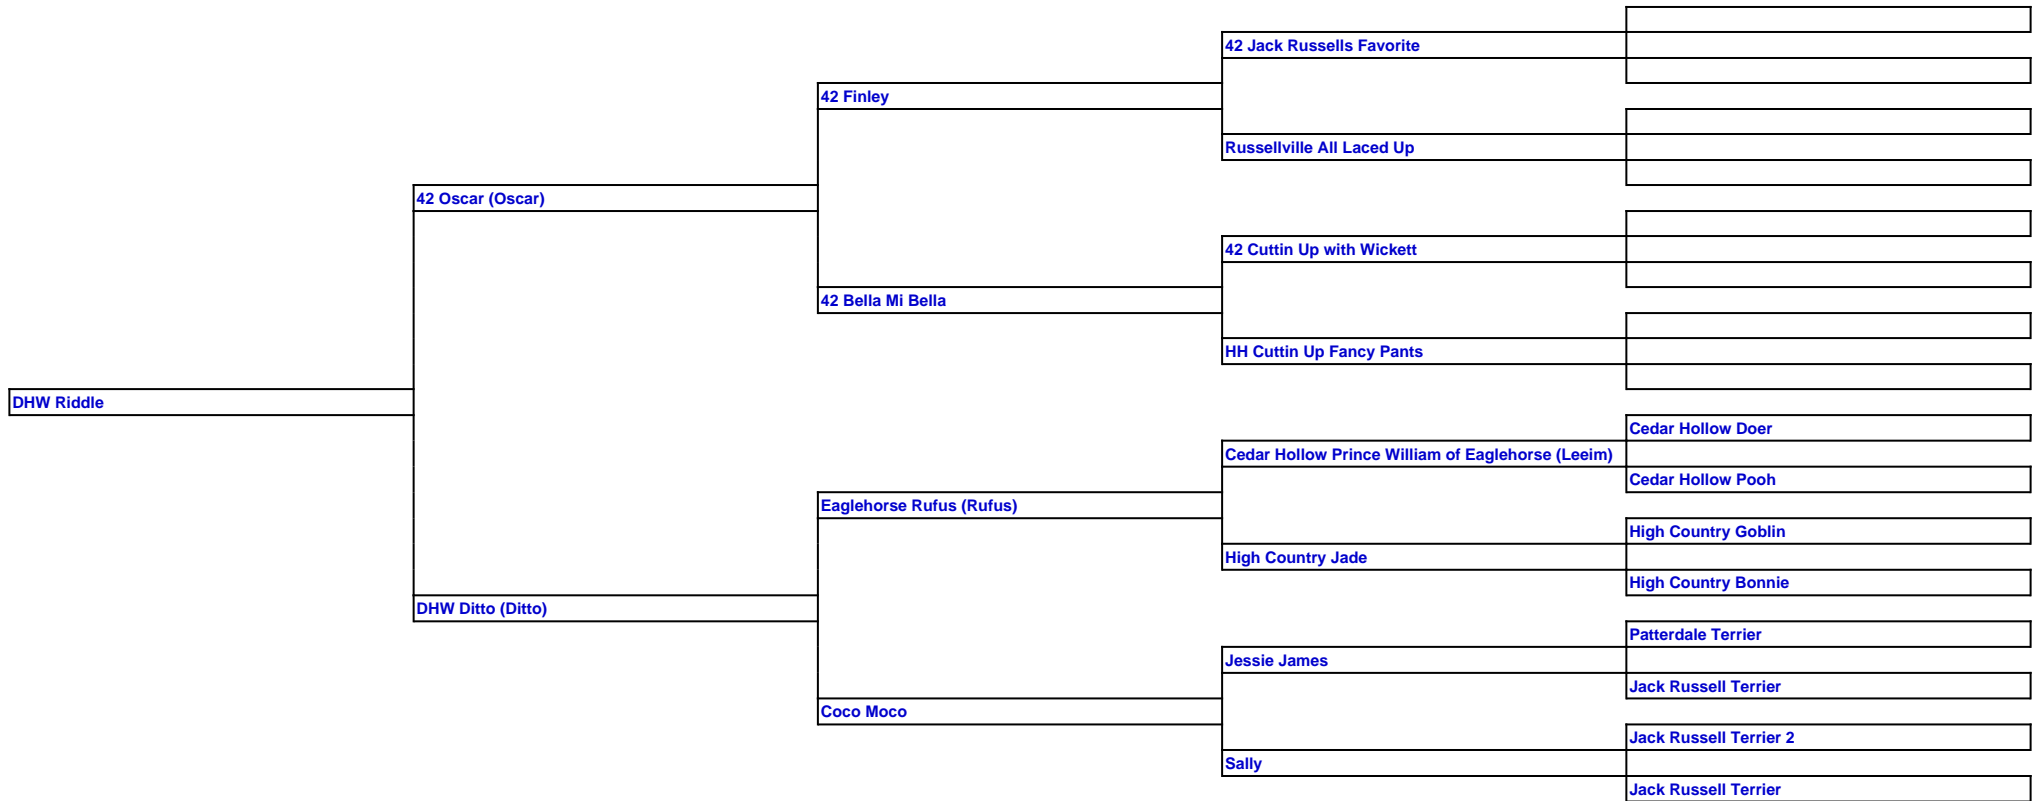 42 Jack Russells Favorite
42 Finley
Russellville All Laced Up
42 Oscar (Oscar)
42 Cuttin Up with Wickett
42 Bella Mi Bella
HH Cuttin Up Fancy Pants
DHW Riddle
Cedar Hollow Doer
Cedar Hollow Prince William of Eaglehorse (Leeim)
Cedar Hollow Pooh
Eaglehorse Rufus (Rufus)
High Country Goblin
High Country Jade
High Country Bonnie
DHW Ditto (Ditto)
Patterdale Terrier
Jessie James
Jack Russell Terrier
Coco Moco
Jack Russell Terrier 2
Sally
Jack Russell Terrier